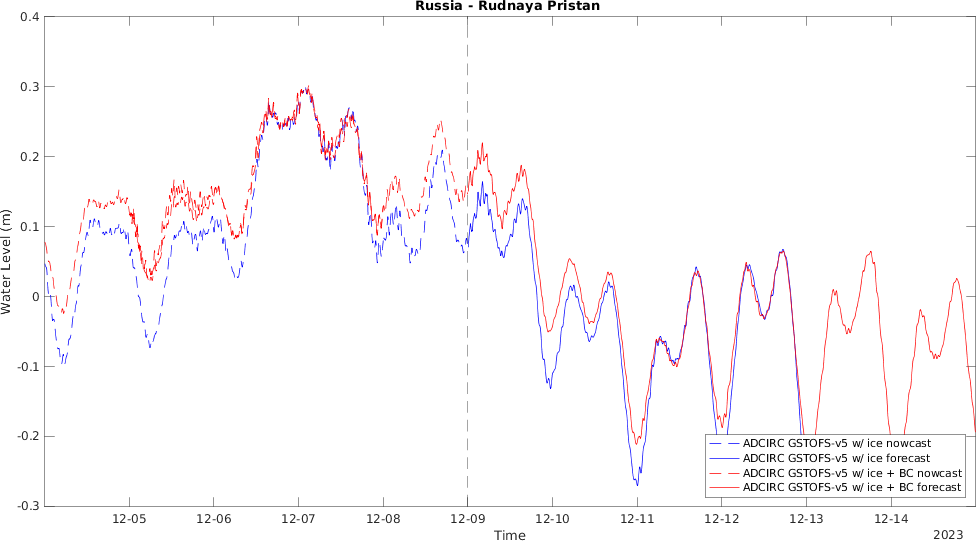 Russia - Rudnaya Pristan
0.4
0.3
0.2
0.1
0
-0.1
-0.2
-0.3
Water Level (m)
ADCIRC GSTOFS-v5 w/ ice nowcast
ADCIRC GSTOFS-v5 w/ ice forecast
ADCIRC GSTOFS-v5 w/ ice + BC nowcast
ADCIRC GSTOFS-v5 w/ ice + BC forecast
12-05 12-06 12-07 12-08 12-09 12-10 12-11 12-12 12-13 12-14
Time
2023